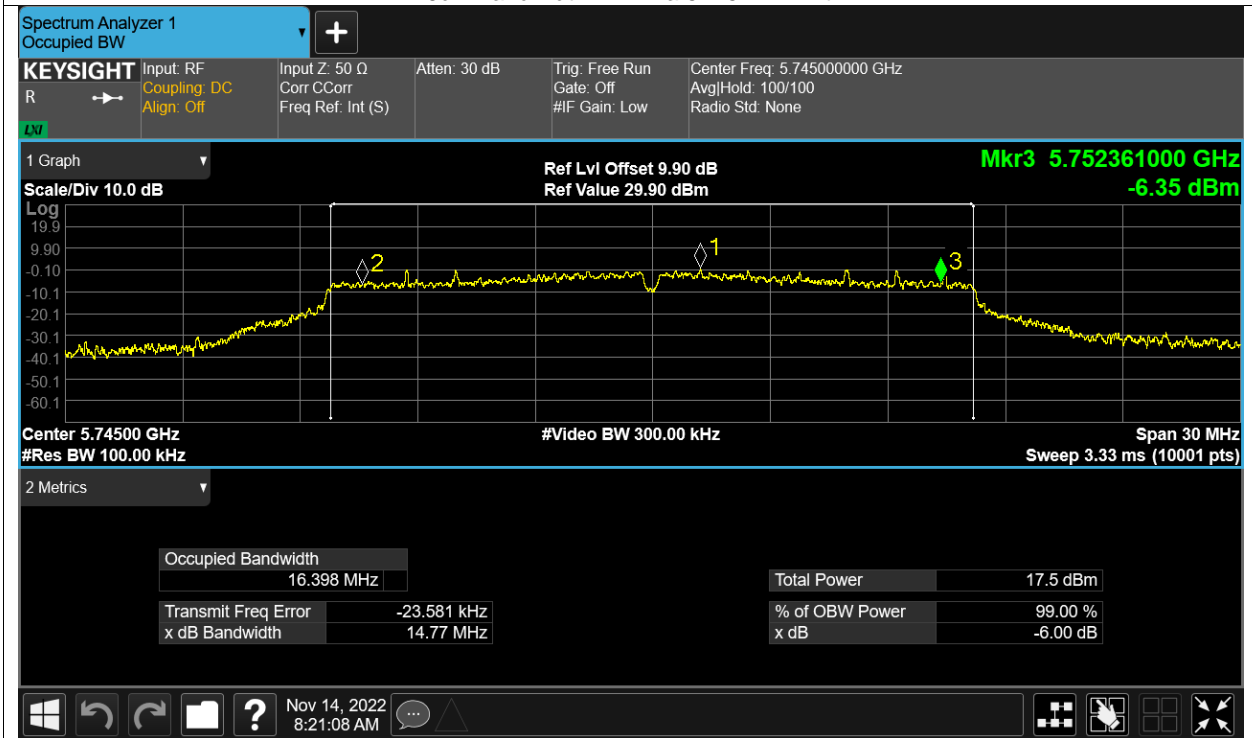 Spectrum Analyzer 1
Occupied BW
KEYSIGHT
R
LXI
Input: RF
Coupling: DC
Align: Off
Input Z: 50 Ω
Corr CCorr
Freq Ref: Int (S)
Atten: 30 dB
Trig: Free Run
Gate: Off
#IF Gain: Low
Center Freq: 5.745000000 GHz
Avg|Hold: 100/100
Radio Std: None
1 Graph
Scale/Div 10.0 dB
Ref Lvl Offset 9.90 dB
Ref Value 29.90 dBm
Mkr3 5.752361000 GHz
-6.35 dBm
Log
19.9
9.90
-0.10
-10.1
-20.1
-30.1
-40.1
-50.1
-60.1
2
1
3
Center 5.74500 GHz
#Res BW 100.00 kHz
#Video BW 300.00 kHz
Span 30 MHz
Sweep 3.33 ms (10001 pts)
2 Metrics
Occupied Bandwidth
16.398 MHz
Transmit Freq Error -23.581 kHz
x dB Bandwidth 14.77 MHz
Total Power 17.5 dBm
% of OBW Power 99.00 %
x dB -6.00 dB
?
Nov 14, 2022
8:21:08 AM